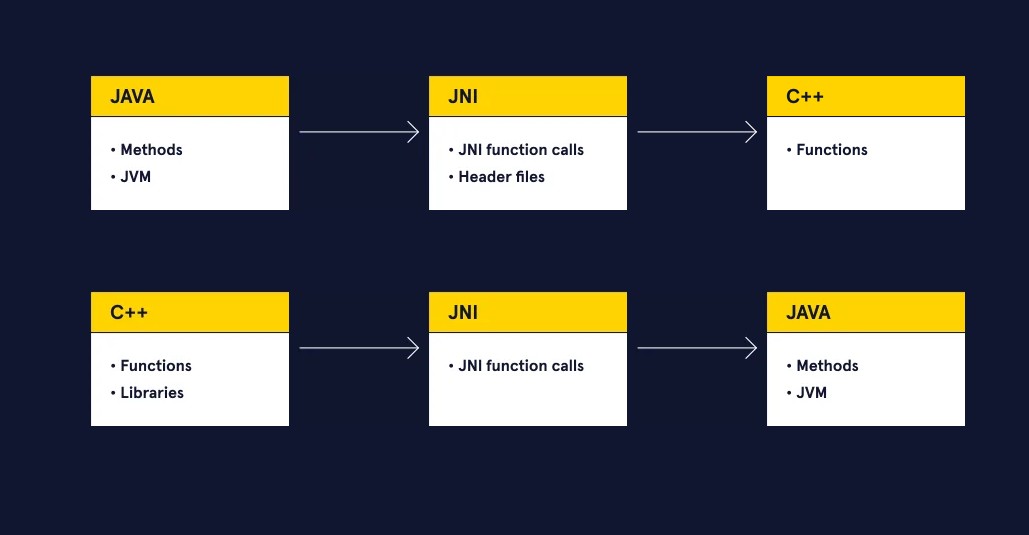 JAVA
• Methods
• JVM
JNI
• JNI function calls
• Header files
C++
• Functions
C++
• Functions
• Libraries
JNI
• JNI function calls
JAVA
• Methods
• JVM